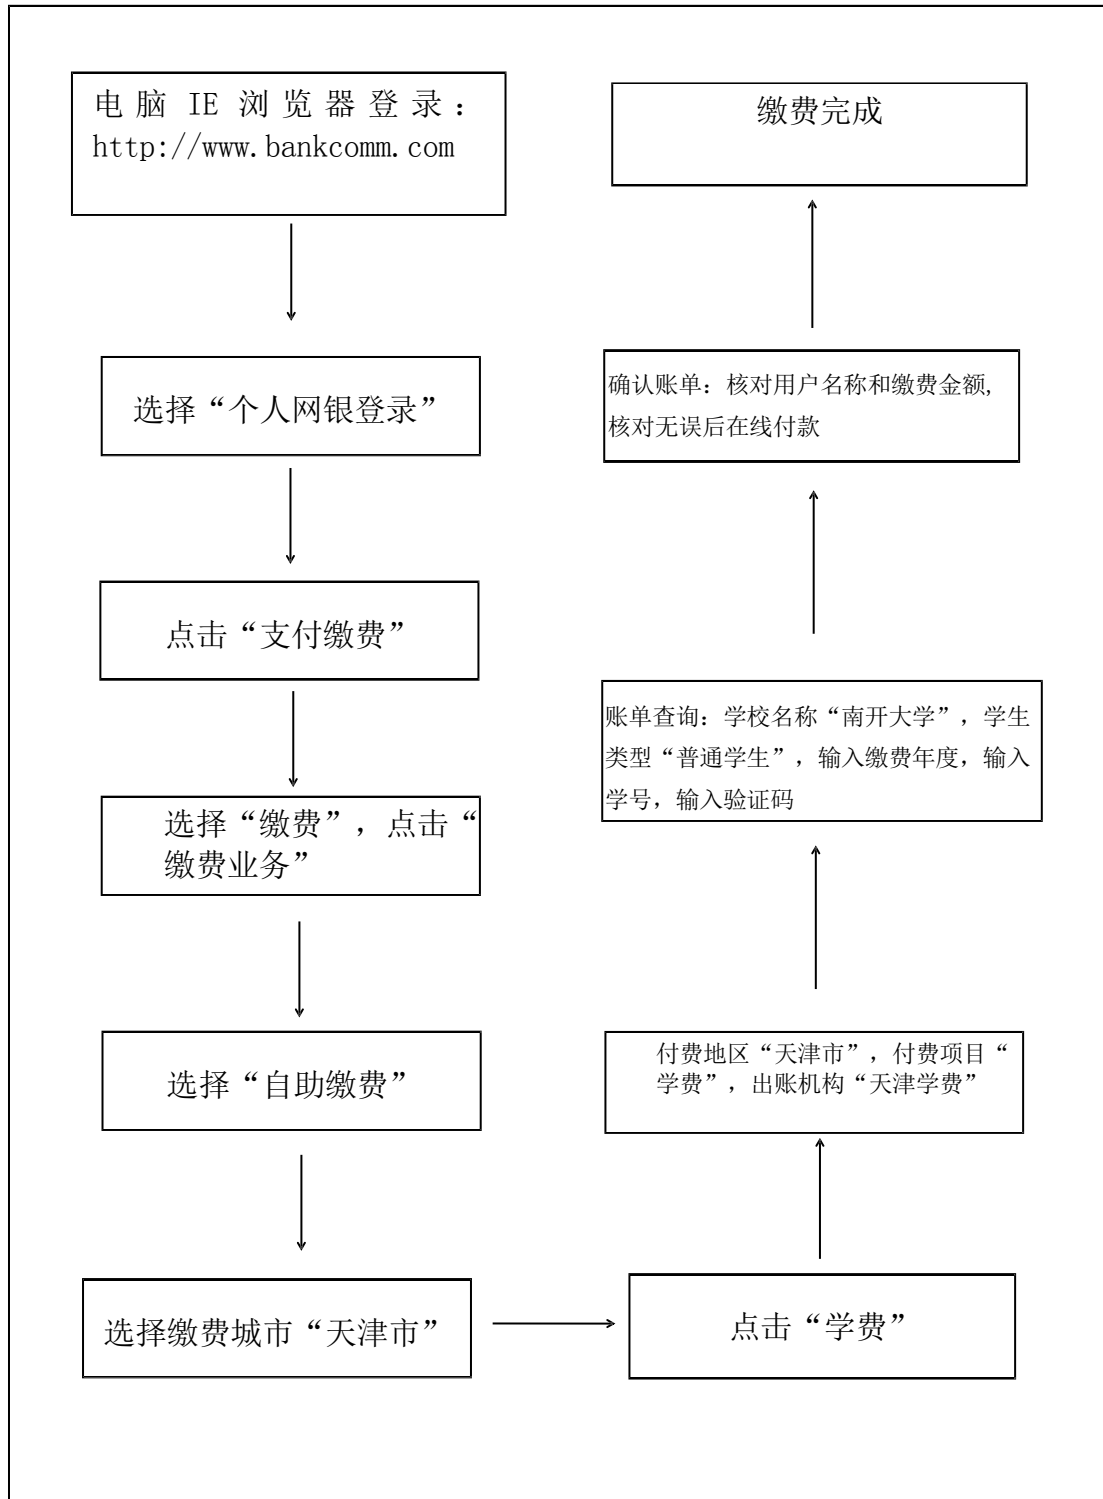 电脑 IE 浏览器登录：
http://www.bankcomm.com
选择“个人网银登录”
点击“支付缴费”
选择“缴费”，点击“
缴费业务”
选择“自助缴费”
选择缴费城市“天津市”
点击“学费”
付费地区“天津市”，付费项目“
学费”，出账机构“天津学费”
账单查询：学校名称“南开大学”，学生
类型“普通学生”，输入缴费年度，输入
学号，输入验证码
确认账单：核对用户名称和缴费金额,
核对无误后在线付款
缴费完成